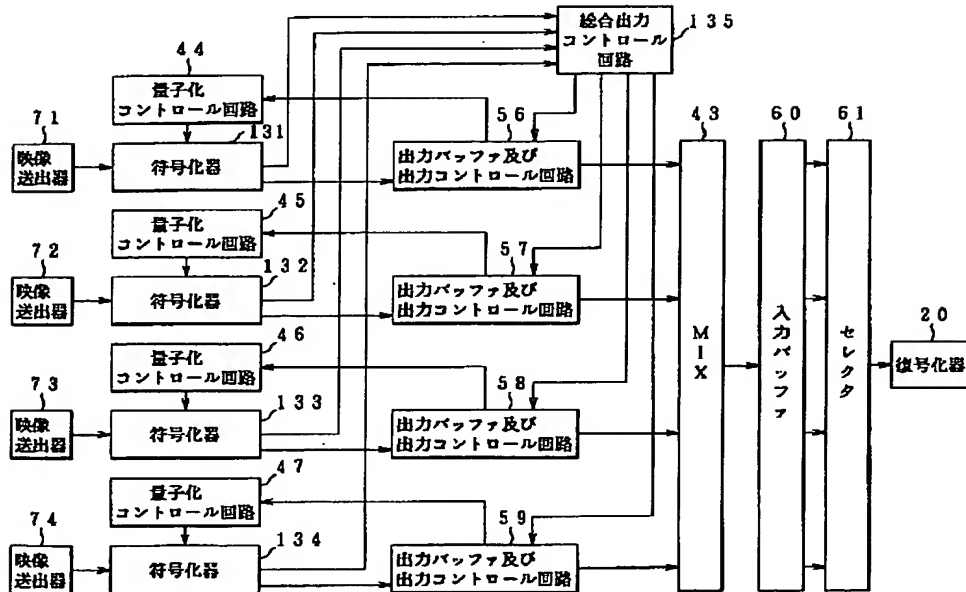 総合出力
コントロール
回路
135
44
量子化
コントロール回路
71
映像
送出器
131
符号化器
56
出力バッファ及び
出力コントロール回路
43
60
61
45
量子化
コントロール回路
72
映像
送出器
132
符号化器
57
出力バッファ及び
出力コントロール回路
MIX
入力バッファ
セレクタ
20
復号化器
46
量子化
コントロール回路
73
映像
送出器
133
符号化器
58
出力バッファ及び
出力コントロール回路
47
量子化
コントロール回路
74
映像
送出器
134
符号化器
59
出力バッファ及び
出力コントロール回路